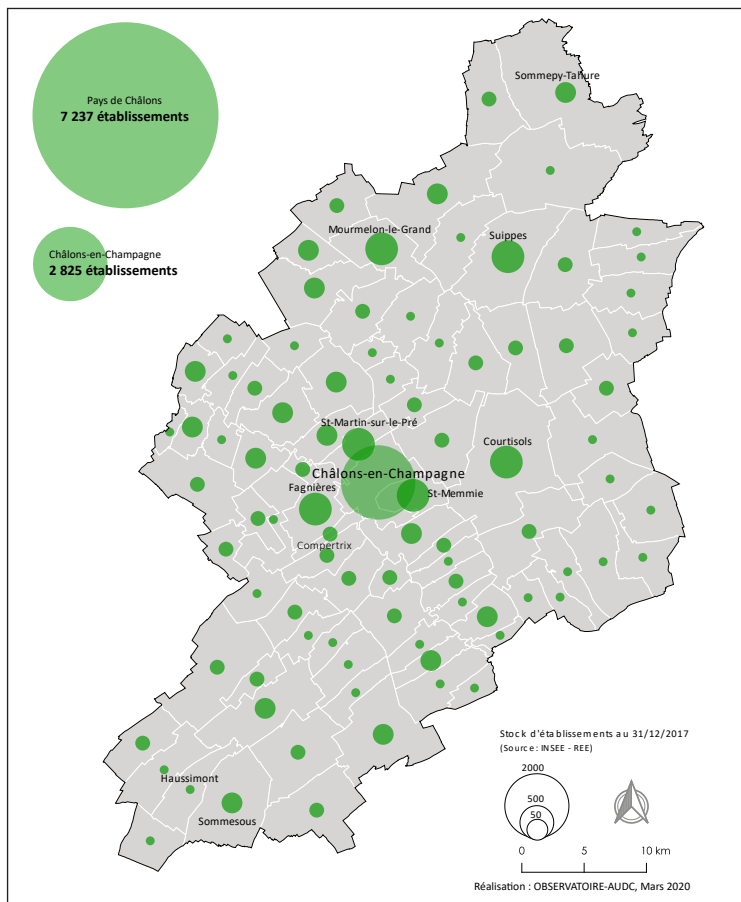 Sommepy-Tahure
Pays de Châlons
7 237 établissements
Mourmelon-le-Grand
Suippes
Châlons-en-Champagne
2 825 établissements
St-Martin-sur-le-Pré
Courtisols
Châlons-en-Champagne
Fagnières
St-Memmie
Compertrix
Stock d'établissements au 31/12/2017
(Source : INSEE - REE)
2000
500
50
Haussimont
Sommesous
0 5 10 km
Réalisation : OBSERVATOIRE-AUDC, Mars 2020